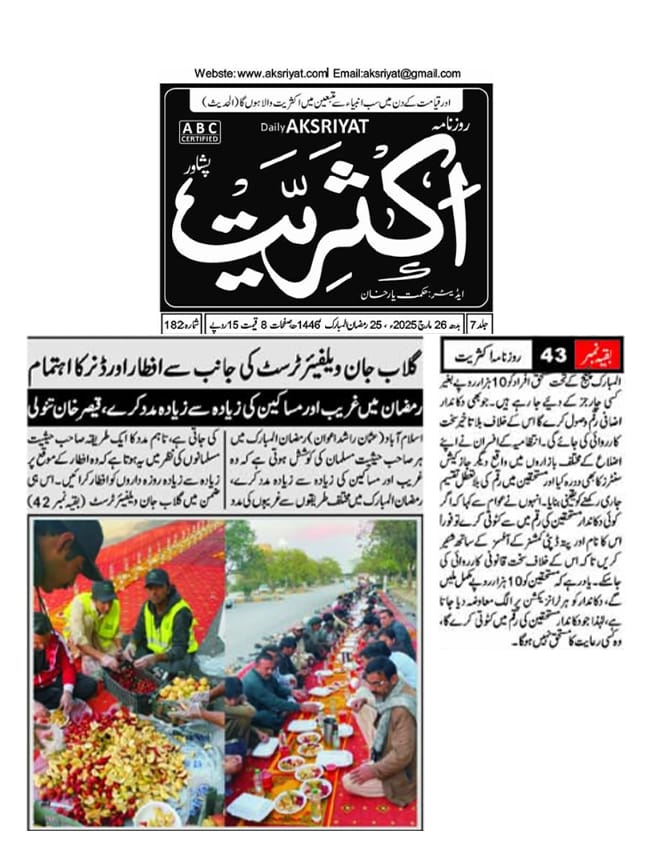 Webste: www.aksriyat.com| Email:aksriyat@gmail.com
اور قیامت کے دن میں سب انبیاء سے متبعین میں اکثریت والا ہوں گا (الحدیث)
ABC
CERTIFIED
Daily AKSRIYAT
روزنامہ
پشاور
اکثریت
ایڈیٹر: حکمت یار خان
جلد 7 بدھ 26 مارچ 2025ء، 25 رمضان المبارک 1446ھ صفحات 8 قیمت 15 روپے شمارہ 182
گلاب جان ویلفیئر ٹرسٹ کی جانب سے افطار اور ڈنر کا اہتمام
رمضان میں غریب اور مساکین کی زیادہ سے زیادہ مدد کرے، قیصر خان تنولی
اسلام آباد (عثمان راشد اعوان) رمضان المبارک میں
ہر صاحب حیثیت مسلمان کی کوشش ہوتی ہے کہ وہ
غریب اور مساکین کی زیادہ سے زیادہ مدد کرے،
رمضان المبارک میں مختلف طریقوں سے غریبوں کی مدد
کی جاتی ہے، تاہم مدد کا ایک طریقہ صاحب حیثیت
مسلمانوں کی نظر میں یہ ہوتا ہے کہ وہ افطار کے موقع پر
زیادہ سے زیادہ روزہ داروں کو افطار کرائیں۔ اس ہی
ضمن میں گلاب جان ویلفیئر ٹرسٹ (بقیہ نمبر 42)
بقیہ نمبر 43 روزنامہ اکثریت
المبارک پیکج کے تحت مستحق افراد کو 10 ہزار روپے بغیر
کسی چارجز کے دیئے جا رہے ہیں۔ جو بھی دکاندار
اضافی رقم وصول کرے گا اس کے خلاف بلا تاخیر سخت
کارروائی کی جائے گی۔ انتظامیہ کے افسران نے اپنے
اضلاع کے مختلف بازاروں میں واقع دیگر جاز کیش
سنٹرز کا بھی دورہ کیا اور مستحقین میں رقم کی بلا تعطل تقسیم
جاری رکھنے کو یقینی بنایا۔ انہوں نے عوام سے کہا کہ اگر
کوئی دکاندار مستحقین کی رقم میں سے کٹوتی کرے تو فوراً
اس کا نام اور پتہ ڈپٹی کمشنر کے آفسز کے ساتھ شیئر
کریں تاکہ اس کے خلاف سخت قانونی کارروائی کی
جا سکے۔ یاد رہے کہ مستحقین کو 10 ہزار روپے مکمل ملیں
گے، دکاندار کو ہر ٹرانزیکشن پر الگ معاوضہ دیا جاتا
ہے، لہٰذا جو دکاندار مستحقین کی رقم میں کٹوتی کرے گا،
وہ کسی رعایت کا مستحق نہیں ہوگا۔